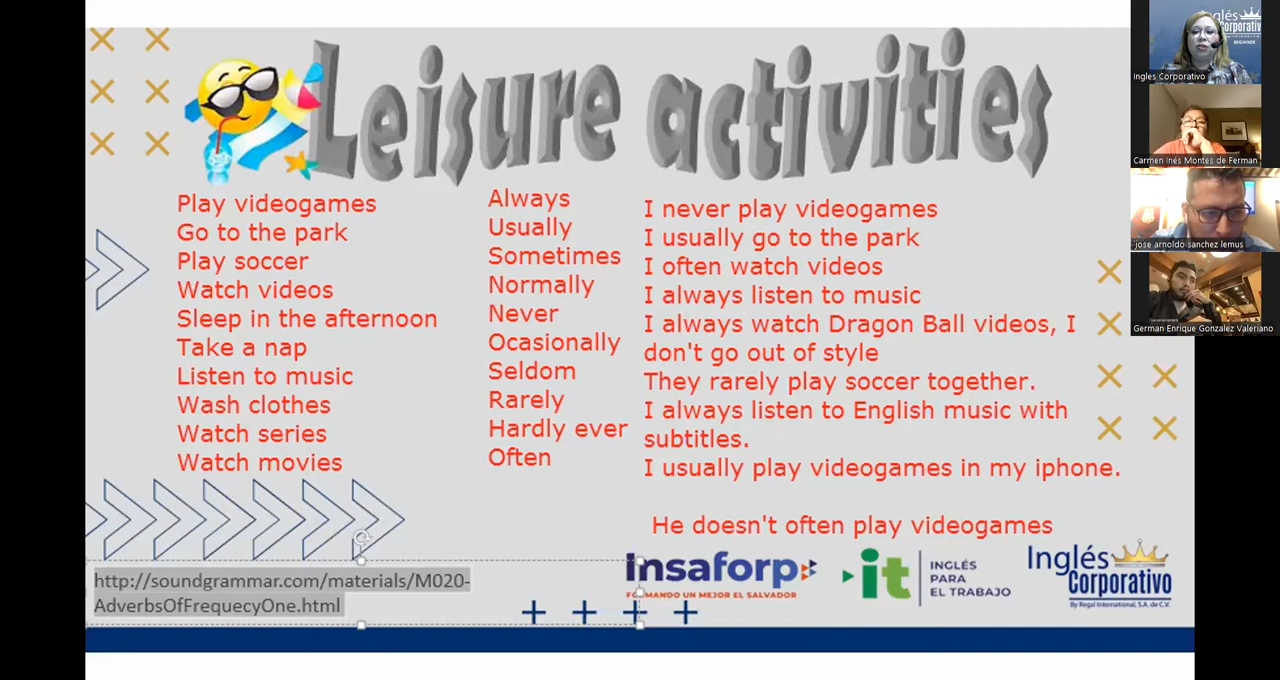 Leisure activities
Play videogames
Go to the park
Play soccer
Watch videos
Sleep in the afternoon
Take a nap
Listen to music
Wash clothes
Watch series
Watch movies
Always
Usually
Sometimes
Normally
Never
Ocasionally
Seldom
Rarely
Hardly ever
Often
I never play videogames
I usually go to the park
I often watch videos
I always listen to music
I always watch Dragon Ball videos, I
don't go out of style
They rarely play soccer together.
I always listen to English music with
subtitles.
I usually play videogames in my iphone.
He doesn't often play videogames
http://soundgrammar.com/materials/M020-
AdverbsOfFrequecyOne.html
insaforp
FORMANDO UN MEJOR EL SALVADOR
it
INGLÉS
PARA
EL TRABAJO
Inglés
Corporativo
By Regal International, S.A. de C.V.
Inglés
Corporativo
BEGINNER
Ingles Corporativo
Carmen Inés Montes de Ferman
jose arnoldo sanchez lemus
German Enrique Gonzalez Valeriano